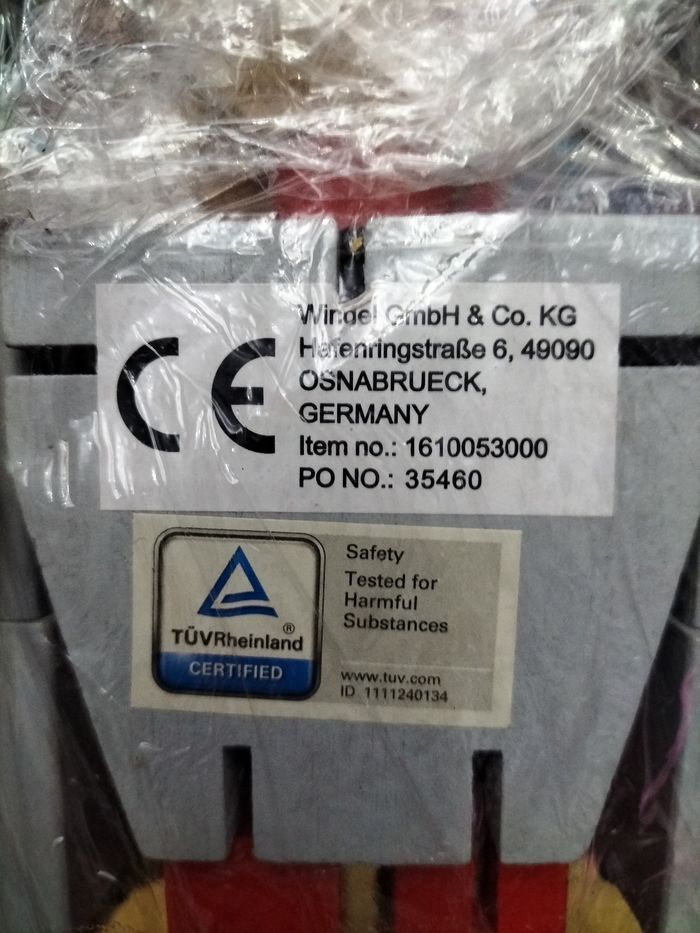 CE
Windel GmbH & Co. KG
Hafenringstraße 6, 49090
OSNABRUECK,
GERMANY
Item no.: 1610053000
PO NO.: 35460
TÜVRheinland®
CERTIFIED
Safety
Tested for
Harmful
Substances
www.tuv.com
ID 1111240134